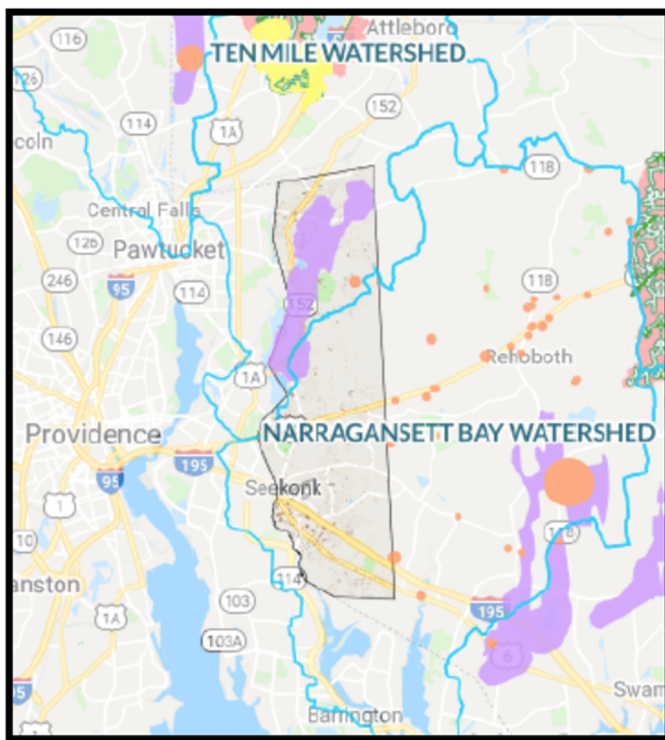 116
Attleboro
TEN MILE WATERSHED
126
152
114
1A
coln
118
Central Falls
126
Pawtucket
246
95
114
118
152
146
Rehoboth
1A
Providence
NARRAGANSETT BAY WATERSHED
195
95
Seekonk
1
118
10
anston
114
195
103
1A
103A
6
95
Swan
Barrington
1